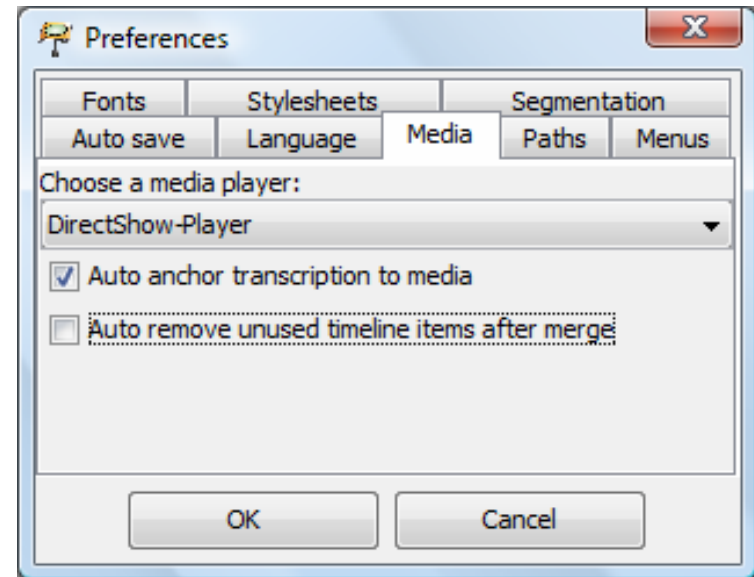 Preferences
Fonts Stylesheets Segmentation
Auto save Language Media Paths Menus
Choose a media player:
DirectShow-Player
Auto anchor transcription to media
Auto remove unused timeline items after merge
OK Cancel